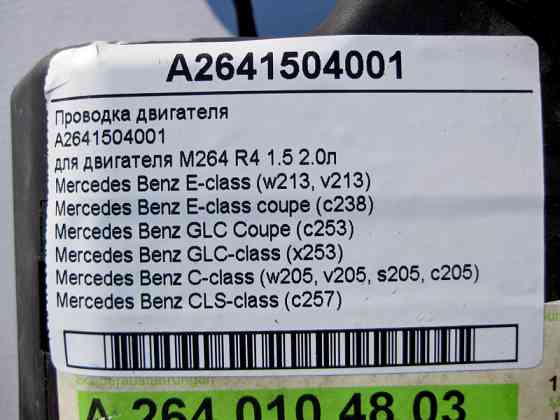 A2641504001
Проводка двигателя
A2641504001
для двигателя M264 R4 1.5 2.0л
Mercedes Benz E-class (w213, v213)
Mercedes Benz E-class coupe (c238)
Mercedes Benz GLC Coupe (c253)
Mercedes Benz GLC-class (x253)
Mercedes Benz C-class (w205, v205, s205, c205)
Mercedes Benz CLS-class (c257)
A 264 010 48 03